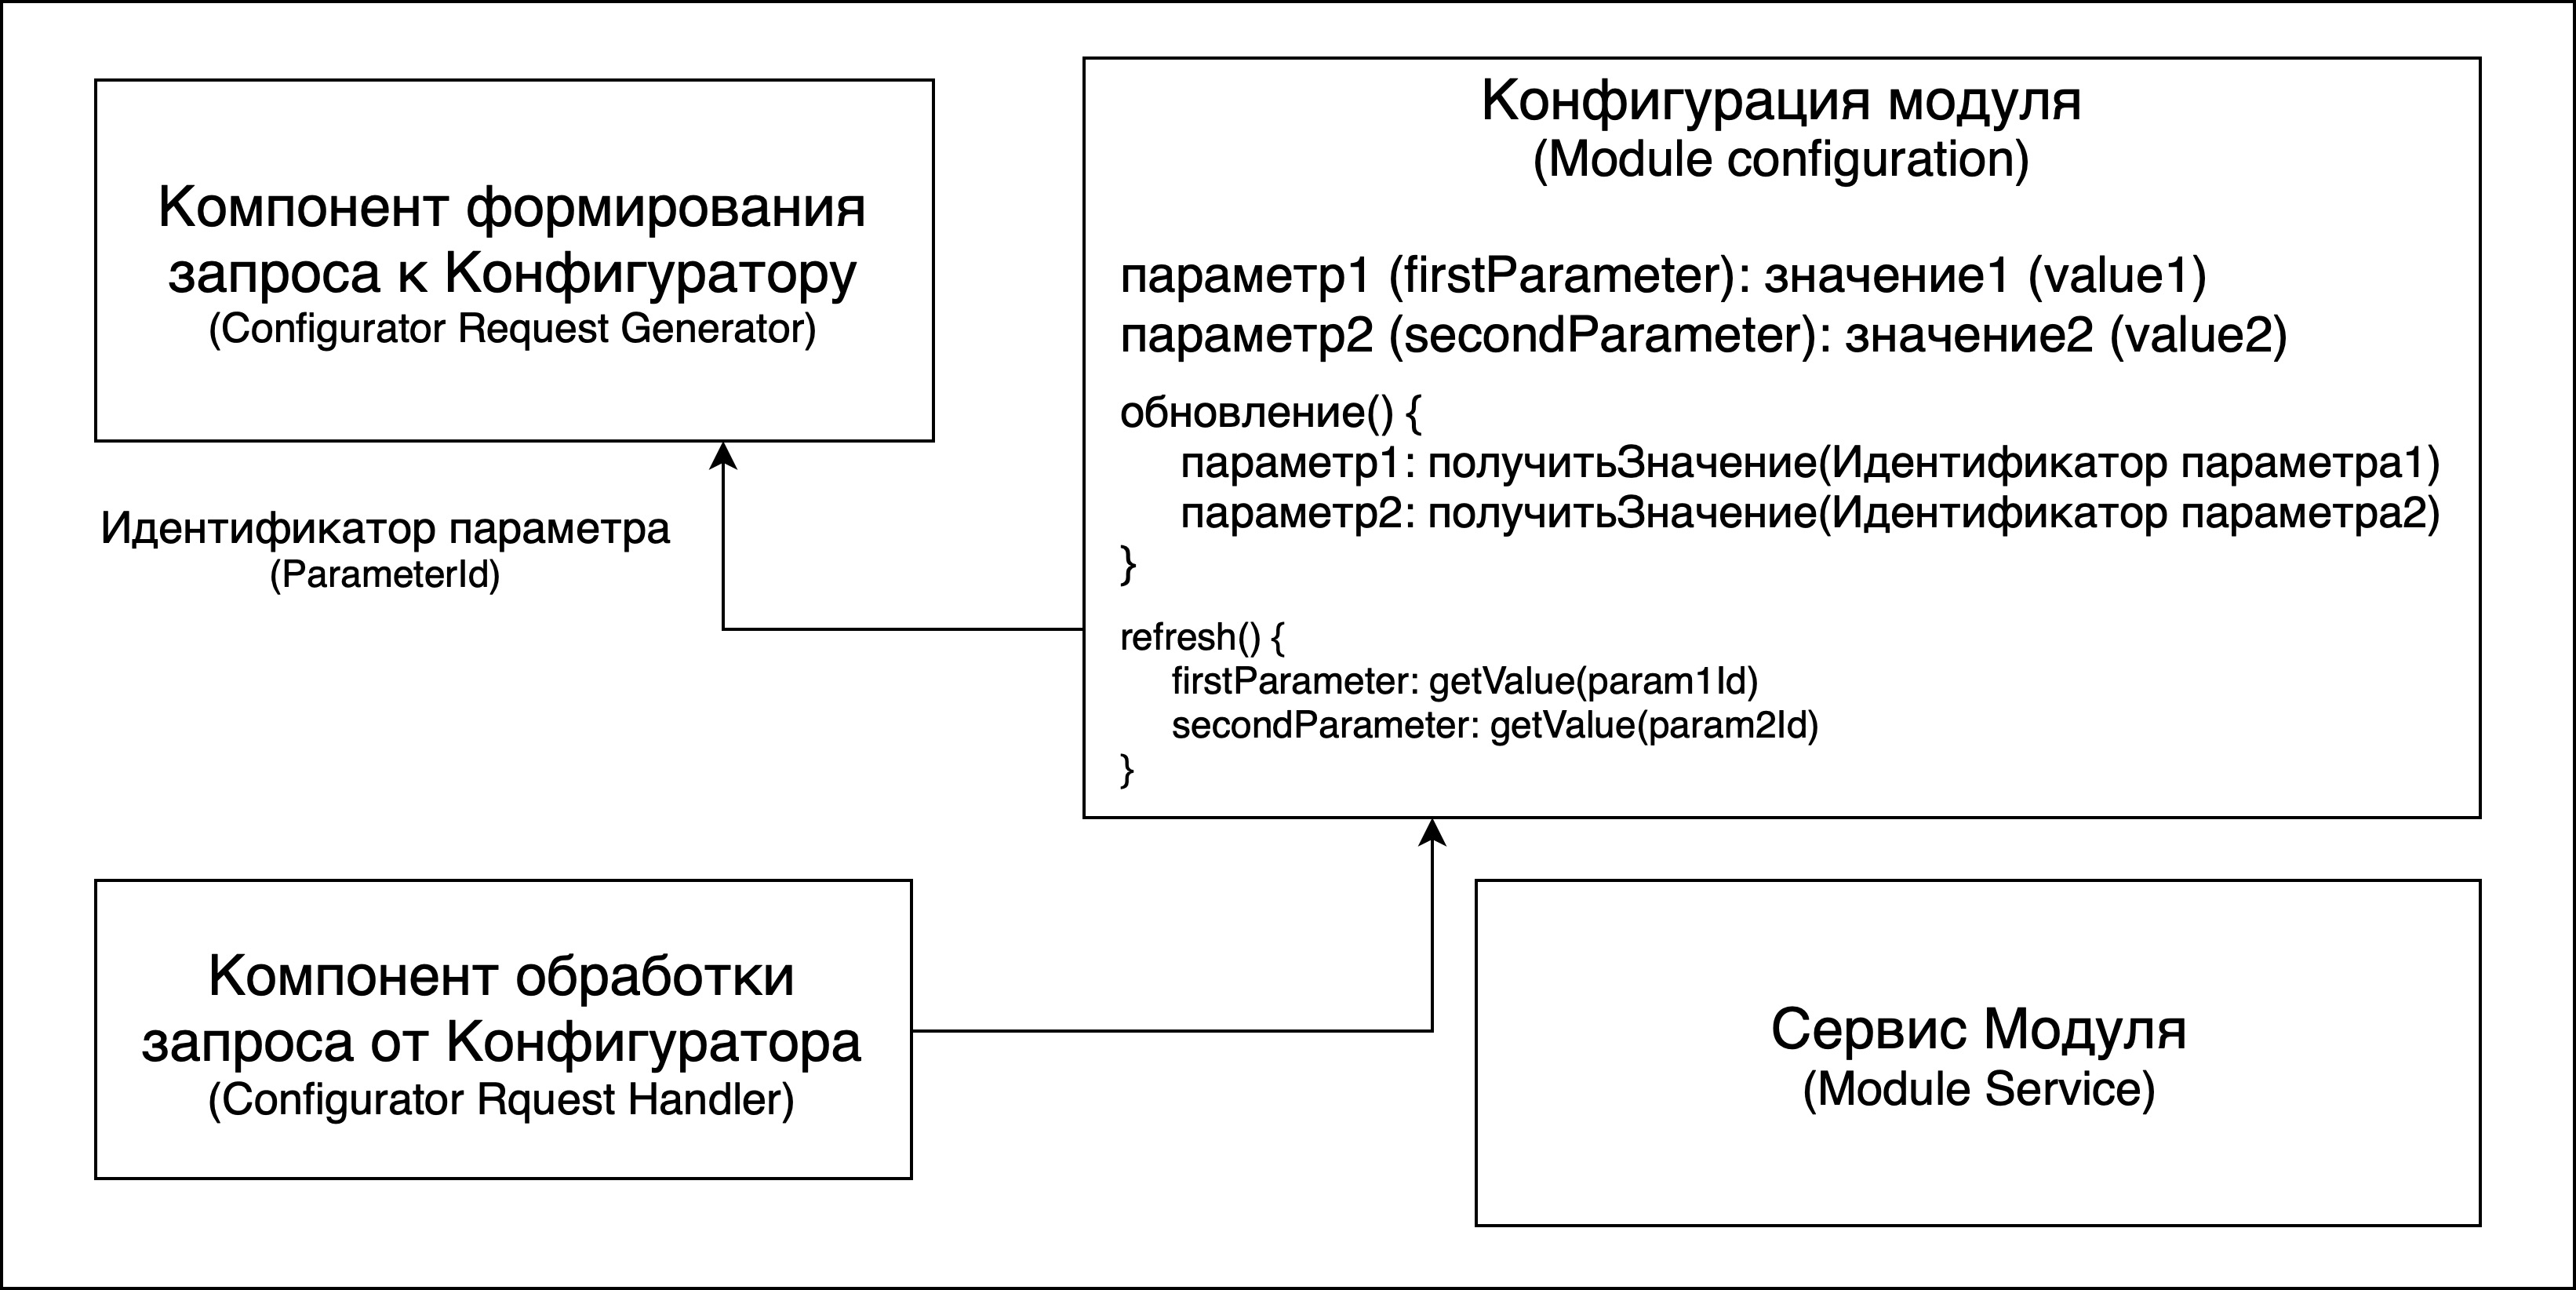 Компонент формирования
запроса к Конфигуратору
(Configurator Request Generator)
Идентификатор параметра
(ParameterId)
Конфигурация модуля
(Module configuration)
параметр1 (firstParameter): значение1 (value1)
параметр2 (secondParameter): значение2 (value2)
обновление() {
параметр1: получитьЗначение(Идентификатор параметра1)
параметр2: получитьЗначение(Идентификатор параметра2)
}
refresh() {
firstParameter: getValue(param1Id)
secondParameter: getValue(param2Id)
}
Компонент обработки
запроса от Конфигуратора
(Configurator Rquest Handler)
Сервис Модуля
(Module Service)